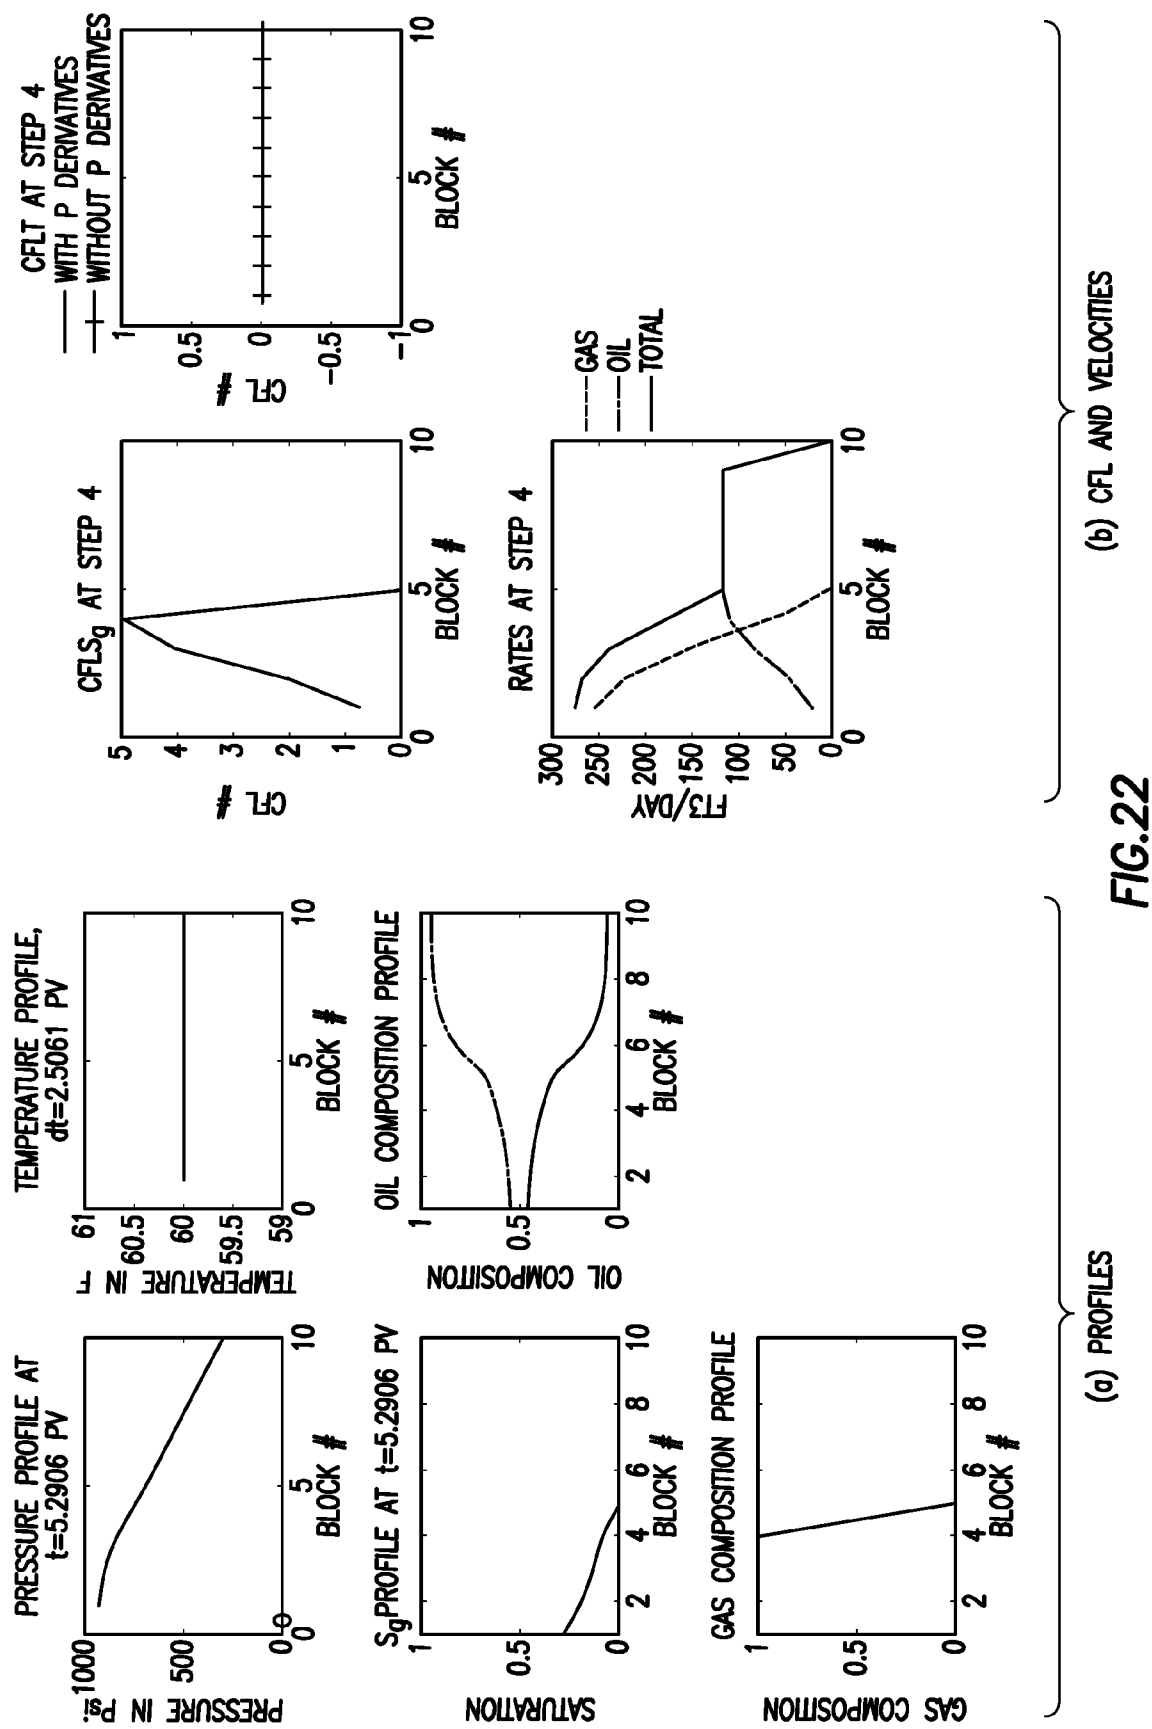 PRESSURE PROFILE AT
t=5.2906 PV
1000
500
0
0
5
10
PRESSURE IN Psi.
BLOCK #
TEMPERATURE PROFILE,
dt=2.5061 PV
61
60.5
60
59.5
59
0
5
10
TEMPERATURE IN F
BLOCK #
SgPROFILE AT t=5.2906 PV
1
0.5
0
2
4
6
8
10
SATURATION
BLOCK #
OIL COMPOSITION PROFILE
1
0.5
0
2
4
6
8
10
OIL COMPOSIITON
BLOCK #
GAS COMPOSITION PROFILE
1
0.5
0
2
4
6
8
10
GAS COMPOSITION
BLOCK #
(a) PROFILES
CFLSg AT STEP 4
5
4
3
2
1
0
0
5
10
CFL #
BLOCK #
CFLT AT STEP 4
WITH P DERIVATIVES
WITHOUT P DERIVATIVES
1
0.5
0
-0.5
-1
0
5
10
CFL #
BLOCK #
RATES AT STEP 4
300
250
200
150
100
50
0
0
5
10
FT3/DAY
BLOCK #
GAS
OIL
TOTAL
(b) CFL AND VELOCITIES
FIG.22